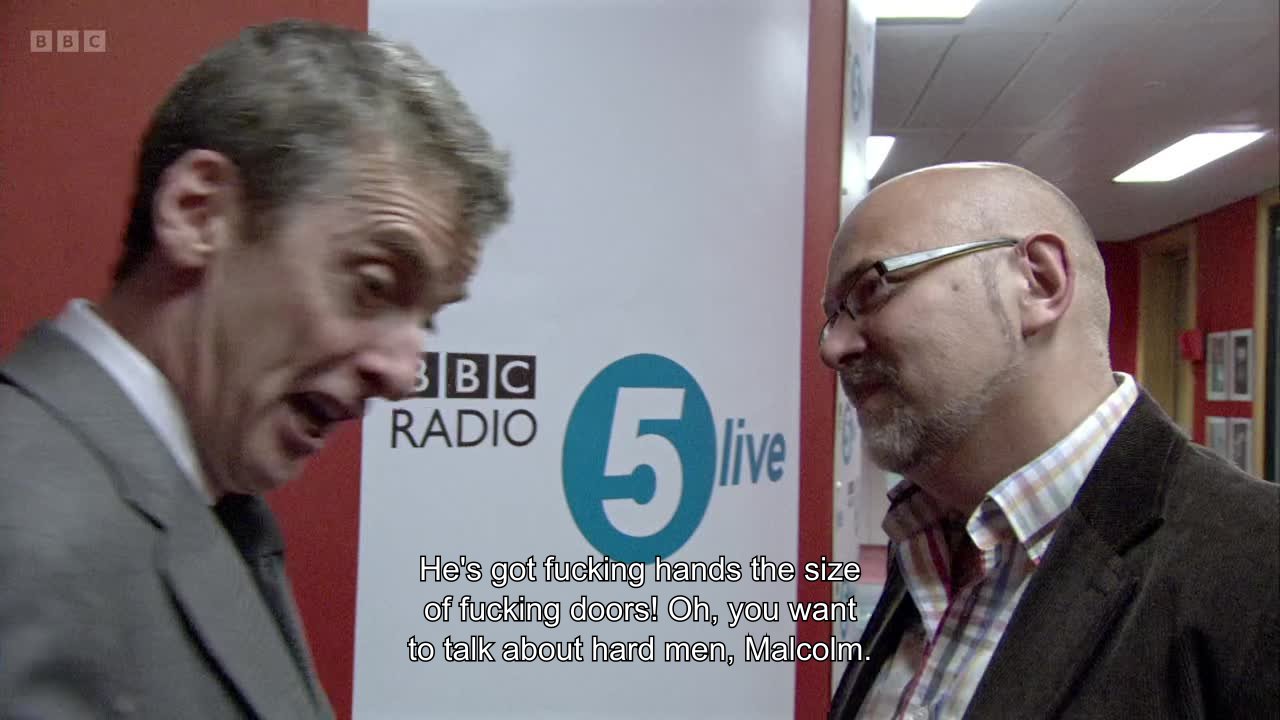 BBC
BBC
RADIO
5 live
He's got fucking hands the size
of fucking doors! Oh, you want
to talk about hard men, Malcolm.